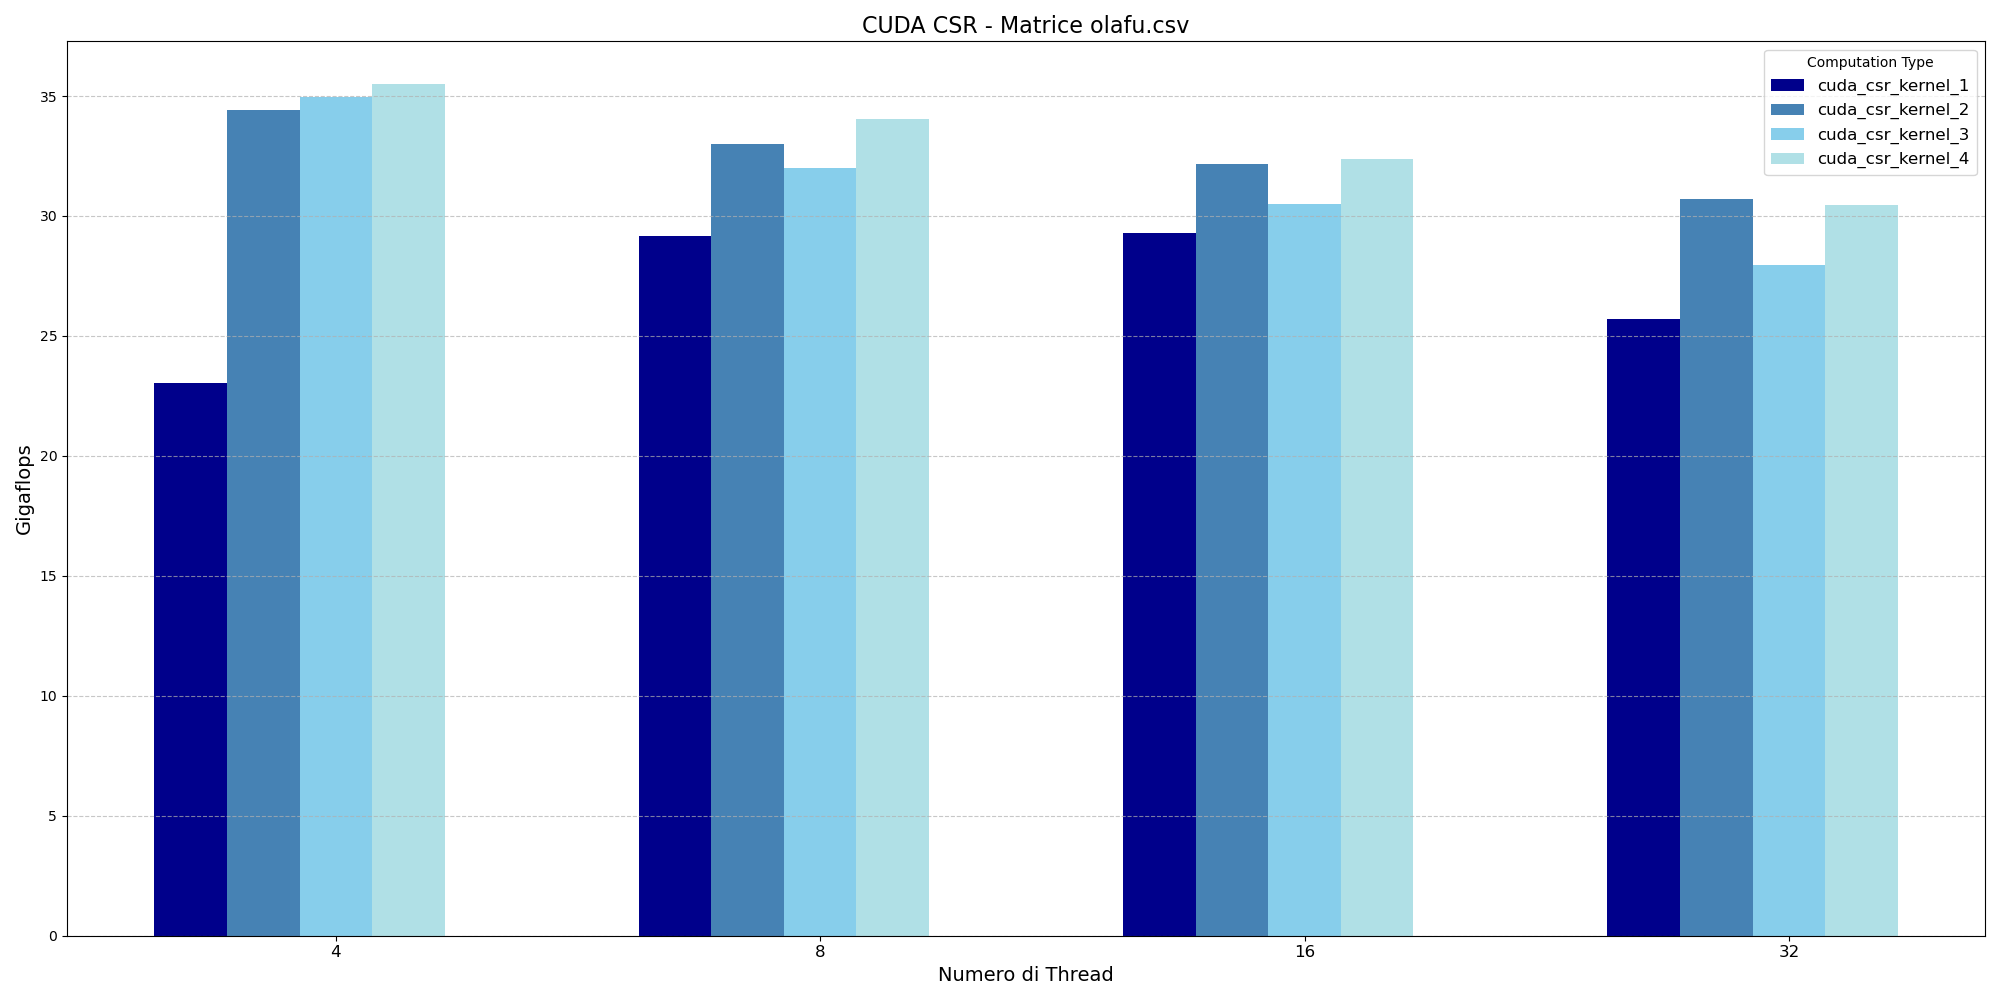 CUDA CSR - Matrice olafu.csv
Computation Type
cuda_csr_kernel_1
cuda_csr_kernel_2
cuda_csr_kernel_3
cuda_csr_kernel_4
Gigaflops
35
30
25
20
15
10
5
0
4 8 16 32
Numero di Thread